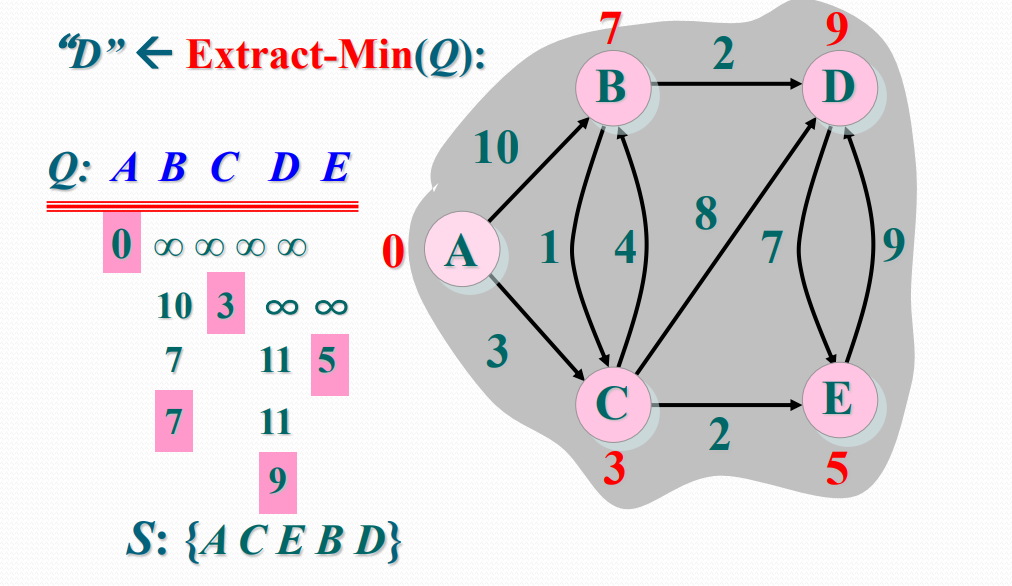 “D” ← Extract-Min(Q):
Q: A B C D E
0 ∞ ∞ ∞ ∞
10 3 ∞ ∞
7 11 5
7 11
9
S: {A C E B D}
7
9
B
2
D
10
0
A
1
4
8
7
9
3
C
2
E
3
5